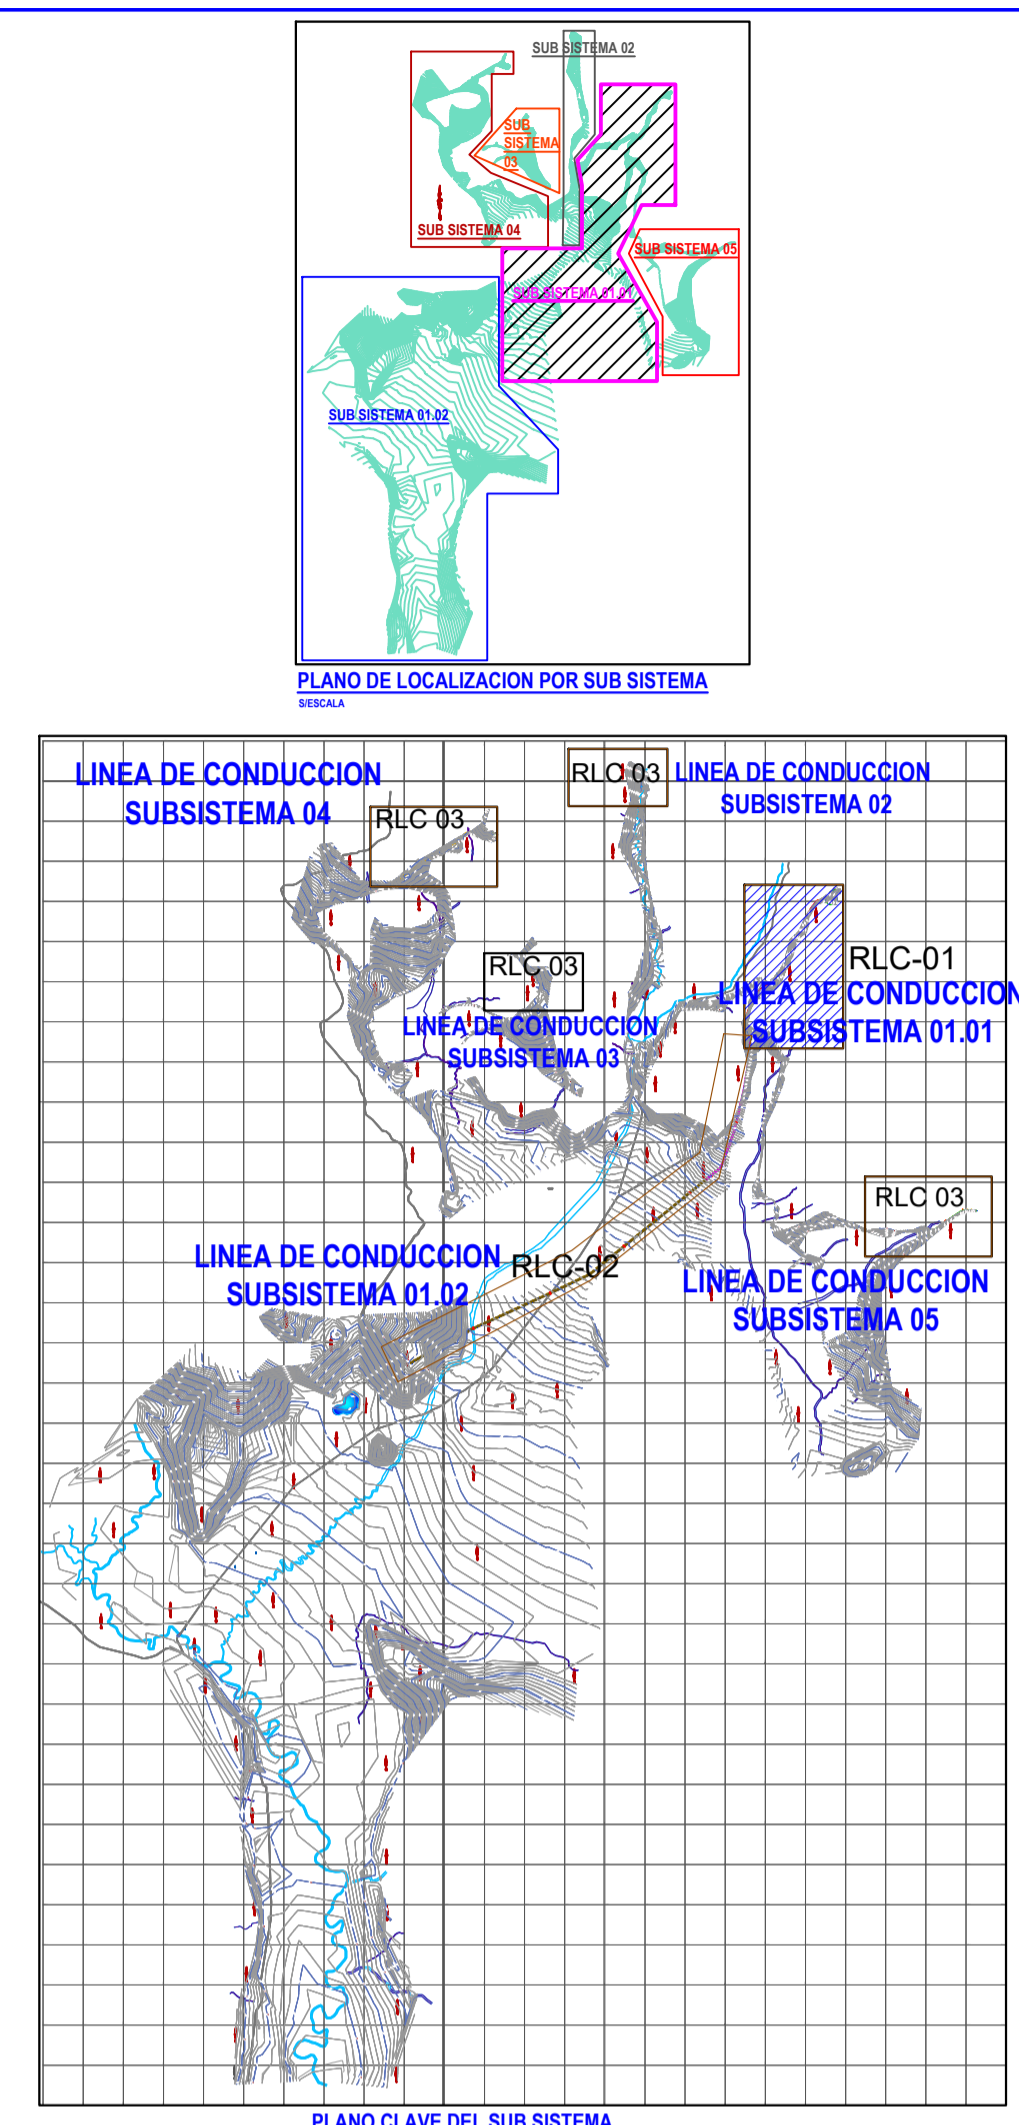 SUB SISTEMA 02
SUB
SISTEMA
03
SUB SISTEMA 04
SUB SISTEMA 05
SUB SISTEMA 01.01
SUB SISTEMA 01.02
PLANO DE LOCALIZACION POR SUB SISTEMA
S/ESCALA
LINEA DE CONDUCCION
SUBSISTEMA 04
RLC 03
RLC 03
LINEA DE CONDUCCION
SUBSISTEMA 02
RLC-01
LINEA DE CONDUCCION
SUBSISTEMA 01.01
RLC 03
LINEA DE CONDUCCION
SUBSISTEMA 03
RLC 03
LINEA DE CONDUCCION
SUBSISTEMA 05
LINEA DE CONDUCCION
SUBSISTEMA 01.02
RLC-02
PLANO CLAVE DEL SUB SISTEMA